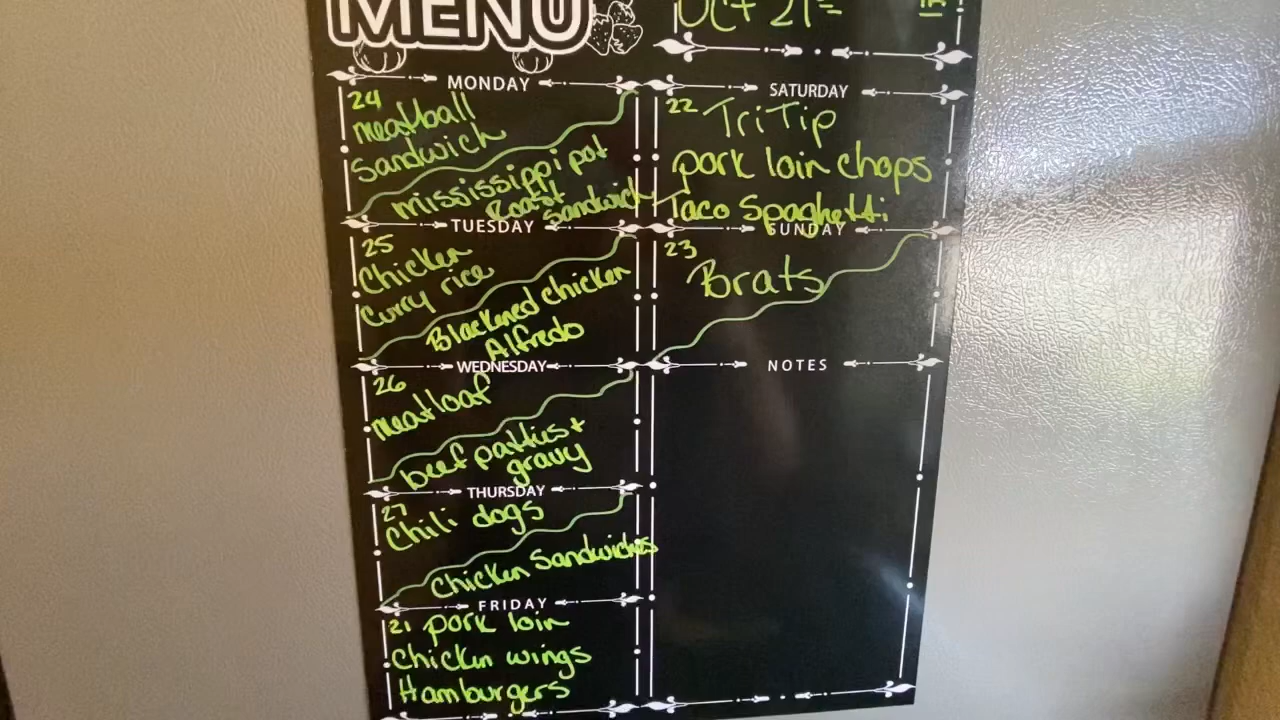 MENU
Oct 21
MONDAY
24
meatball
Sandwich
mississippi pot
Roast
Sandwich
TUESDAY
25
Chicken
Curry rice
Blackened chicken
Alfredo
WEDNESDAY
26
meatloaf
beef patties +
gravy
THURSDAY
27
Chili dogs
Chicken Sandwiches
FRIDAY
21 pork loin
Chicken wings
Hamburgers
SATURDAY
22 TriTip
pork loin chops
Taco Spaghetti
SUNDAY
23
Brats
NOTES